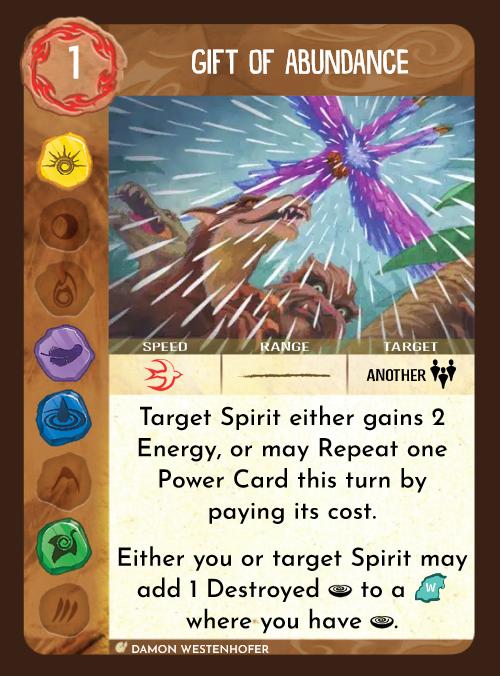 1
GIFT OF ABUNDANCE
SPEED RANGE TARGET
ANOTHER
Target Spirit either gains 2
Energy, or may Repeat one
Power Card this turn by
paying its cost.
Either you or target Spirit may
add 1 Destroyed to a W
where you have .
DAMON WESTENHOFER